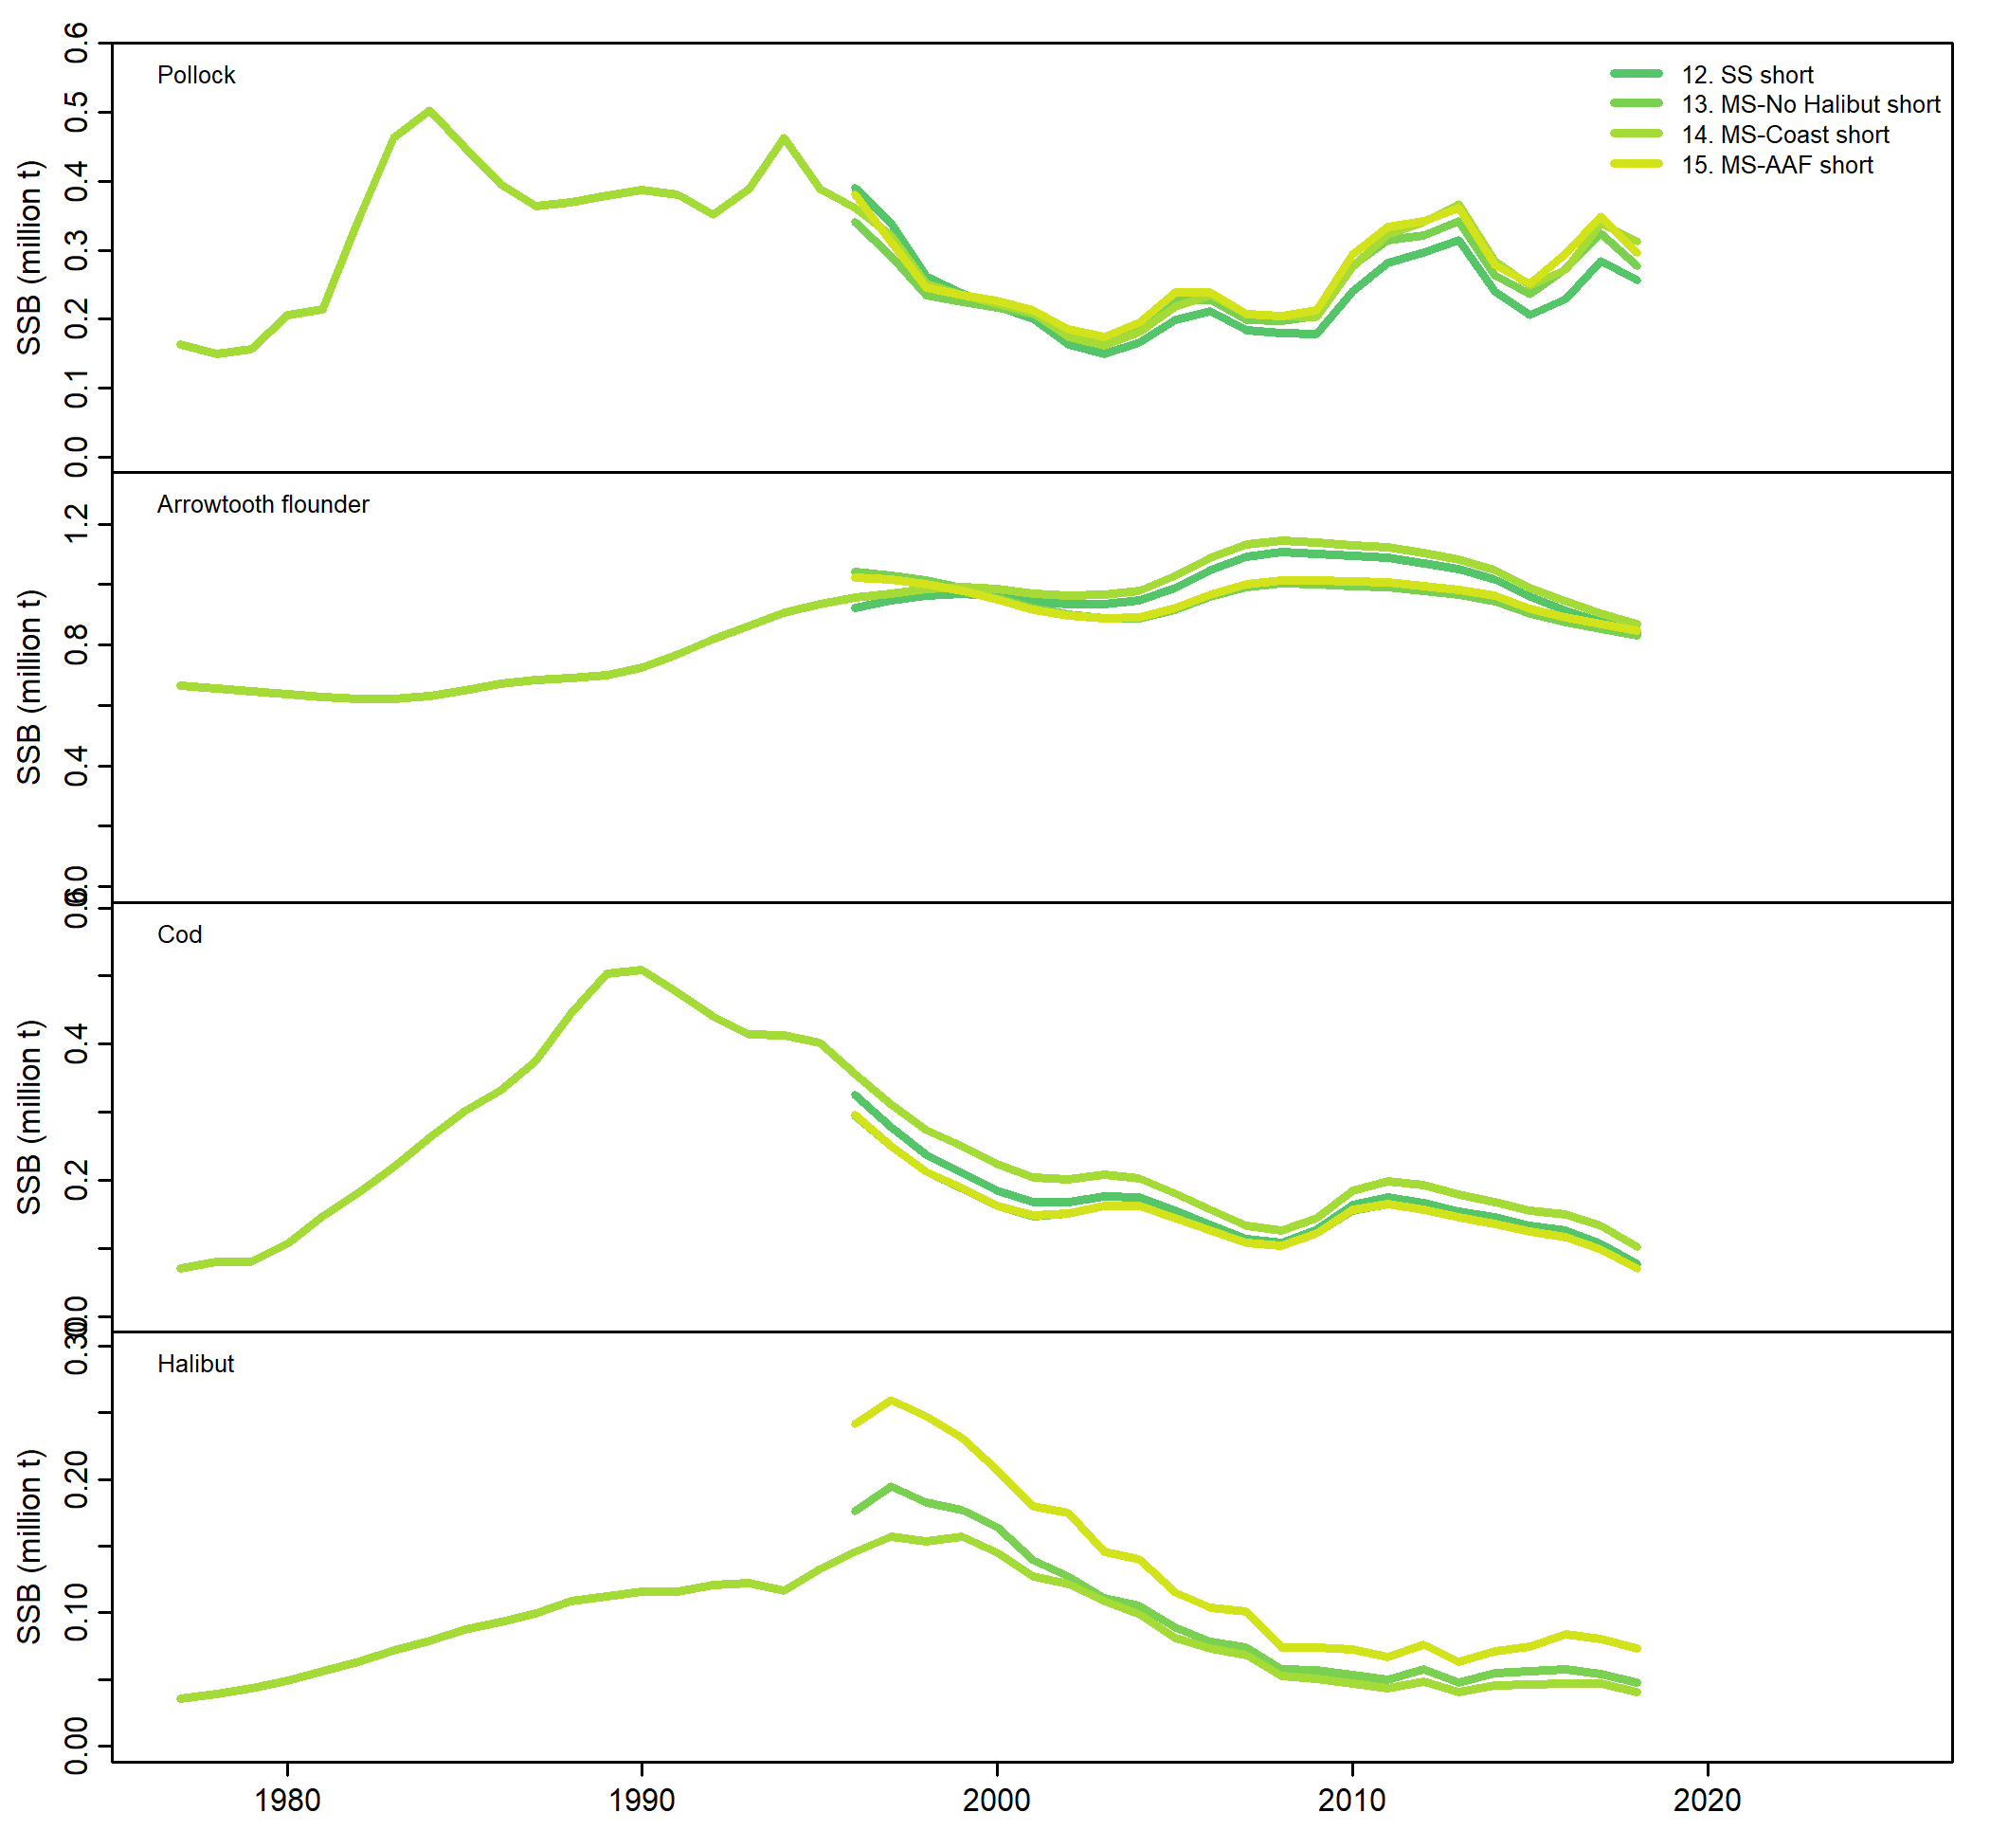 Pollock
12. SS short
13. MS-No Halibut short
14. MS-Coast short
15. MS-AAF short
SSB (million t)
0.6
0.5
0.4
0.3
0.2
0.1
0.0
Arrowtooth flounder
SSB (million t)
1.2
0.8
0.4
0.0
Cod
SSB (million t)
0.6
0.4
0.2
0.0
Halibut
SSB (million t)
0.30
0.20
0.10
0.00
1980 1990 2000 2010 2020